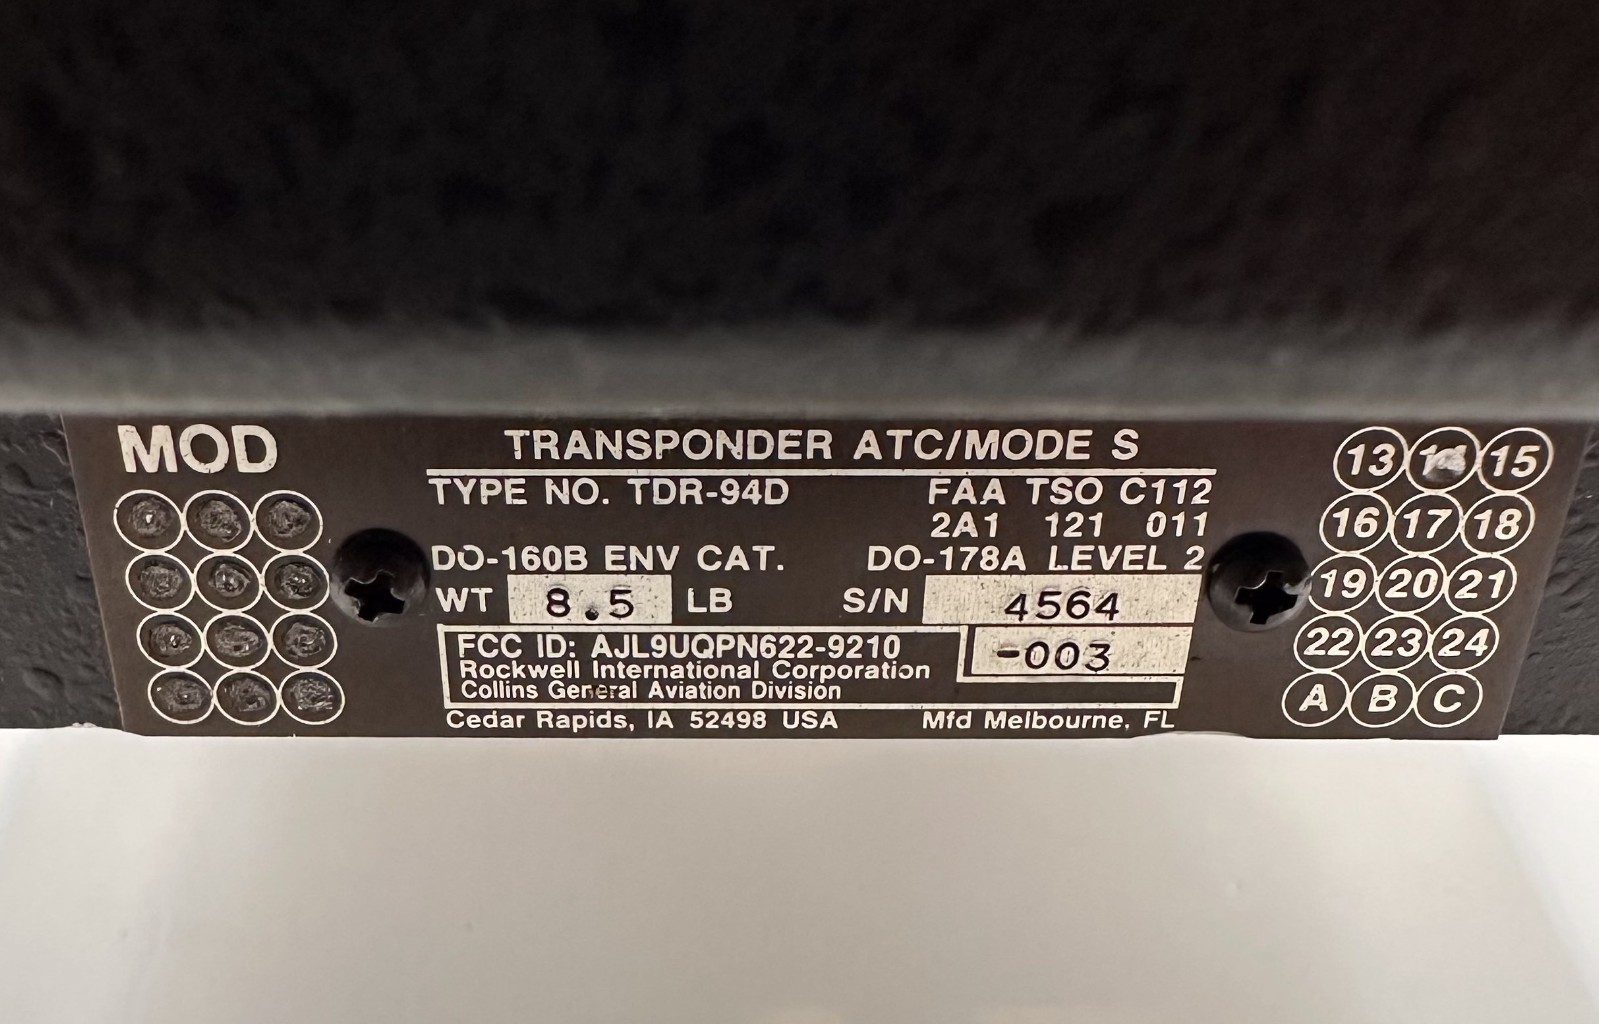 MOD
TRANSPONDER ATC/MODE S
TYPE NO. TDR-94D FAA TSO C112
2A1 121 011
DO-160B ENV CAT. DO-178A LEVEL 2
WT 8.5 LB S/N 4564
FCC ID: AJL9UQPN622-9210 -003
Rockwell International Corporation
Collins General Aviation Division
Cedar Rapids, IA 52498 USA Mfd Melbourne, FL
13 14 15
16 17 18
19 20 21
22 23 24
A B C